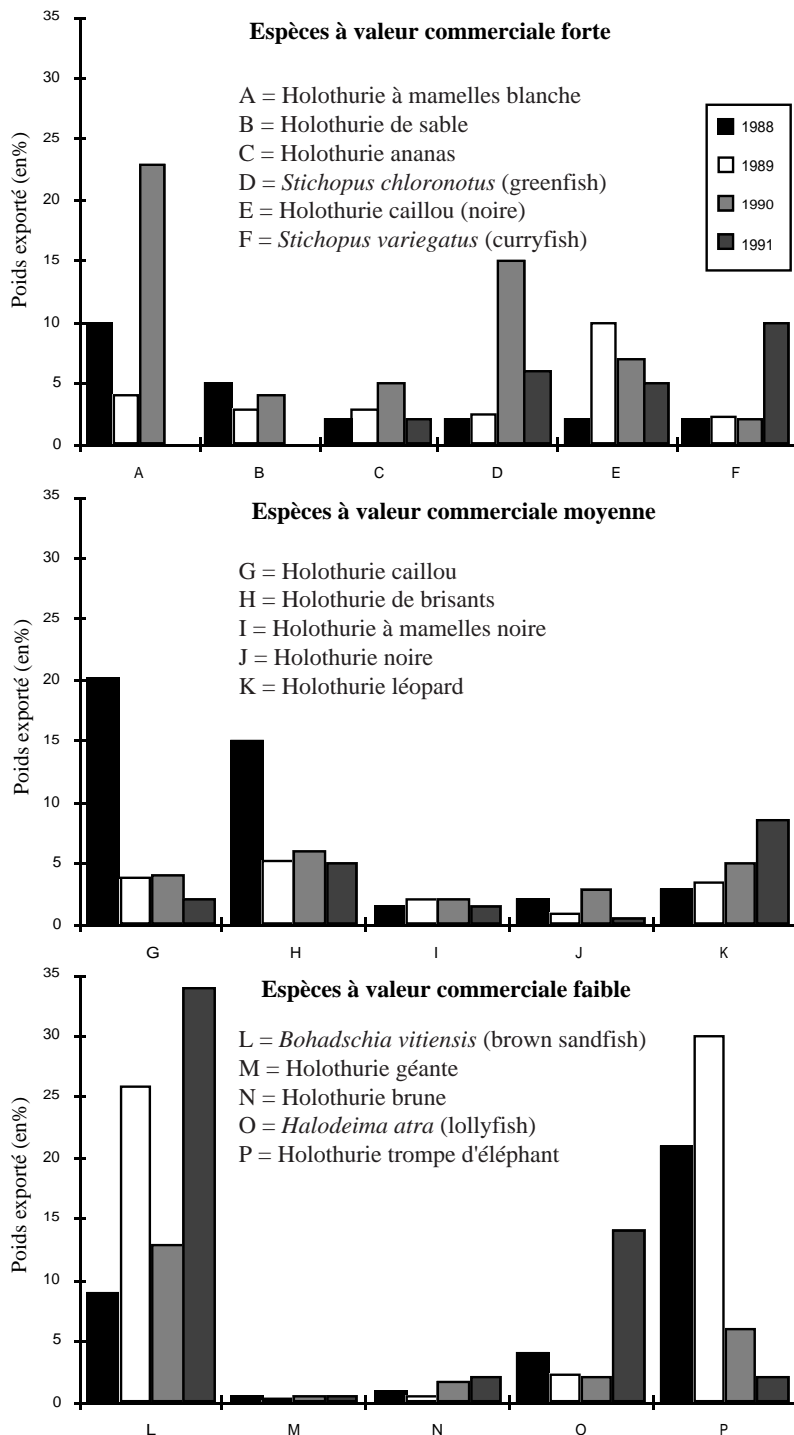 Espèces à valeur commerciale forte
A = Holothurie à mamelles blanche
B = Holothurie de sable
C = Holothurie ananas
D = Stichopus chloronotus (greenfish)
E = Holothurie caillou (noire)
F = Stichopus variegatus (curryfish)
1988
1989
1990
1991
Poids exporté (en%)
35
30
25
20
15
10
5
0
A B C D E F
Espèces à valeur commerciale moyenne
G = Holothurie caillou
H = Holothurie de brisants
I = Holothurie à mamelles noire
J = Holothurie noire
K = Holothurie léopard
Poids exporté (en%)
35
30
25
20
15
10
5
0
G H I J K
Espèces à valeur commerciale faible
L = Bohadschia vitiensis (brown sandfish)
M = Holothurie géante
N = Holothurie brune
O = Halodeima atra (lollyfish)
P = Holothurie trompe d'éléphant
Poids exporté (en%)
35
30
25
20
15
10
5
0
L M N O P